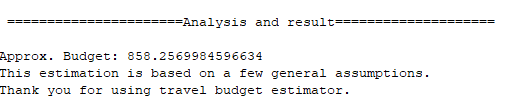 ======================Analysis and result====================
Approx. Budget: 858.2569984596634
This estimation is based on a few general assumptions.
Thank you for using travel budget estimator.